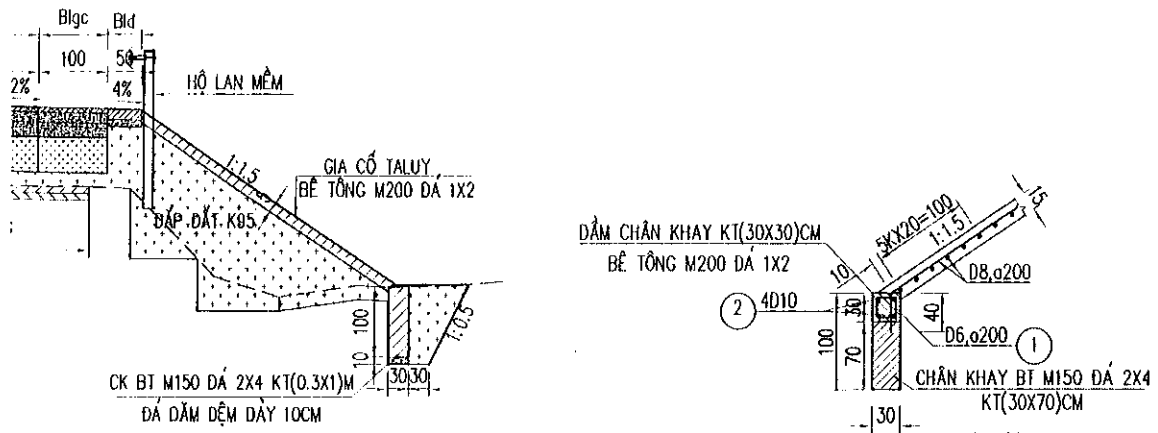 Blgc Bld
100 50
2% 4%
HỘ LAN MỀM
1:1.5
GIA CỐ TALUY
BÊ TÔNG M200 ĐÁ 1X2
ĐẮP ĐẤT K95
100
10
1:0.5
30 30
CK BT M150 ĐÁ 2X4 KT(0.3X1)M
ĐÁ DĂM DỆM DÀY 10CM
15
5KX20=100
1:1.5
DẦM CHÂN KHAY KT(30X30)CM
BÊ TÔNG M200 ĐÁ 1X2
10
D8,a200
2 4D10
30
40
100
70
D6,a200 1
CHÂN KHAY BT M150 ĐÁ 2X4
KT(30X70)CM
30